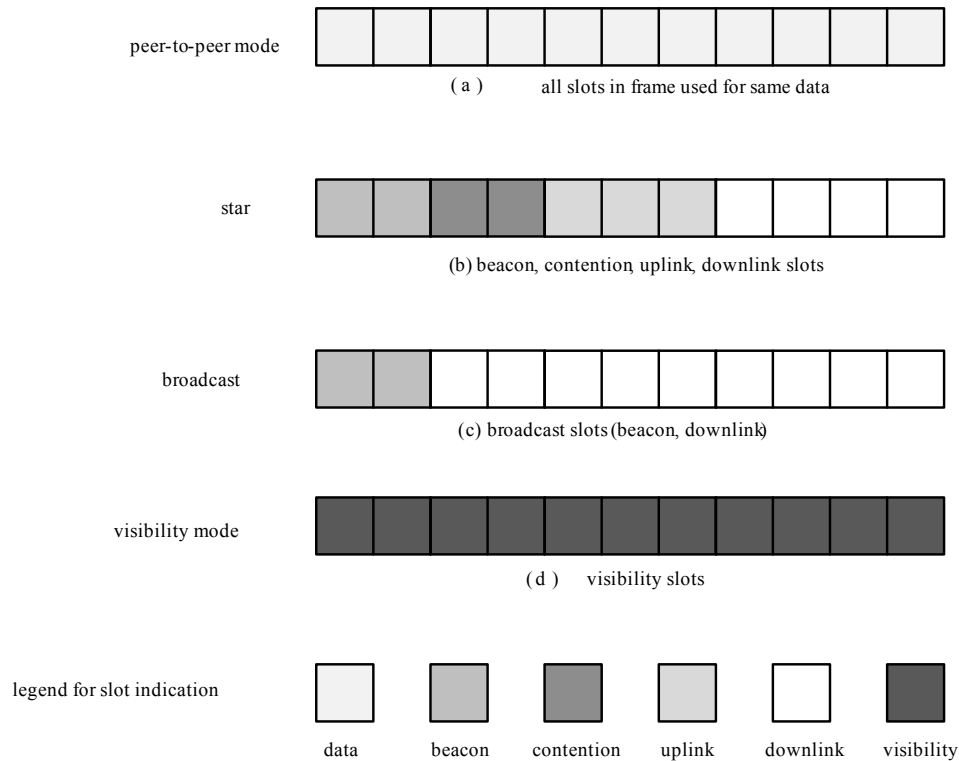 peer-to-peer mode
( a ) all slots in frame used for same data
star
(b) beacon, contention, uplink, downlink slots
broadcast
(c) broadcast slots (beacon, downlink)
visibility mode
( d ) visibility slots
legend for slot indication
data beacon contention uplink downlink visibility